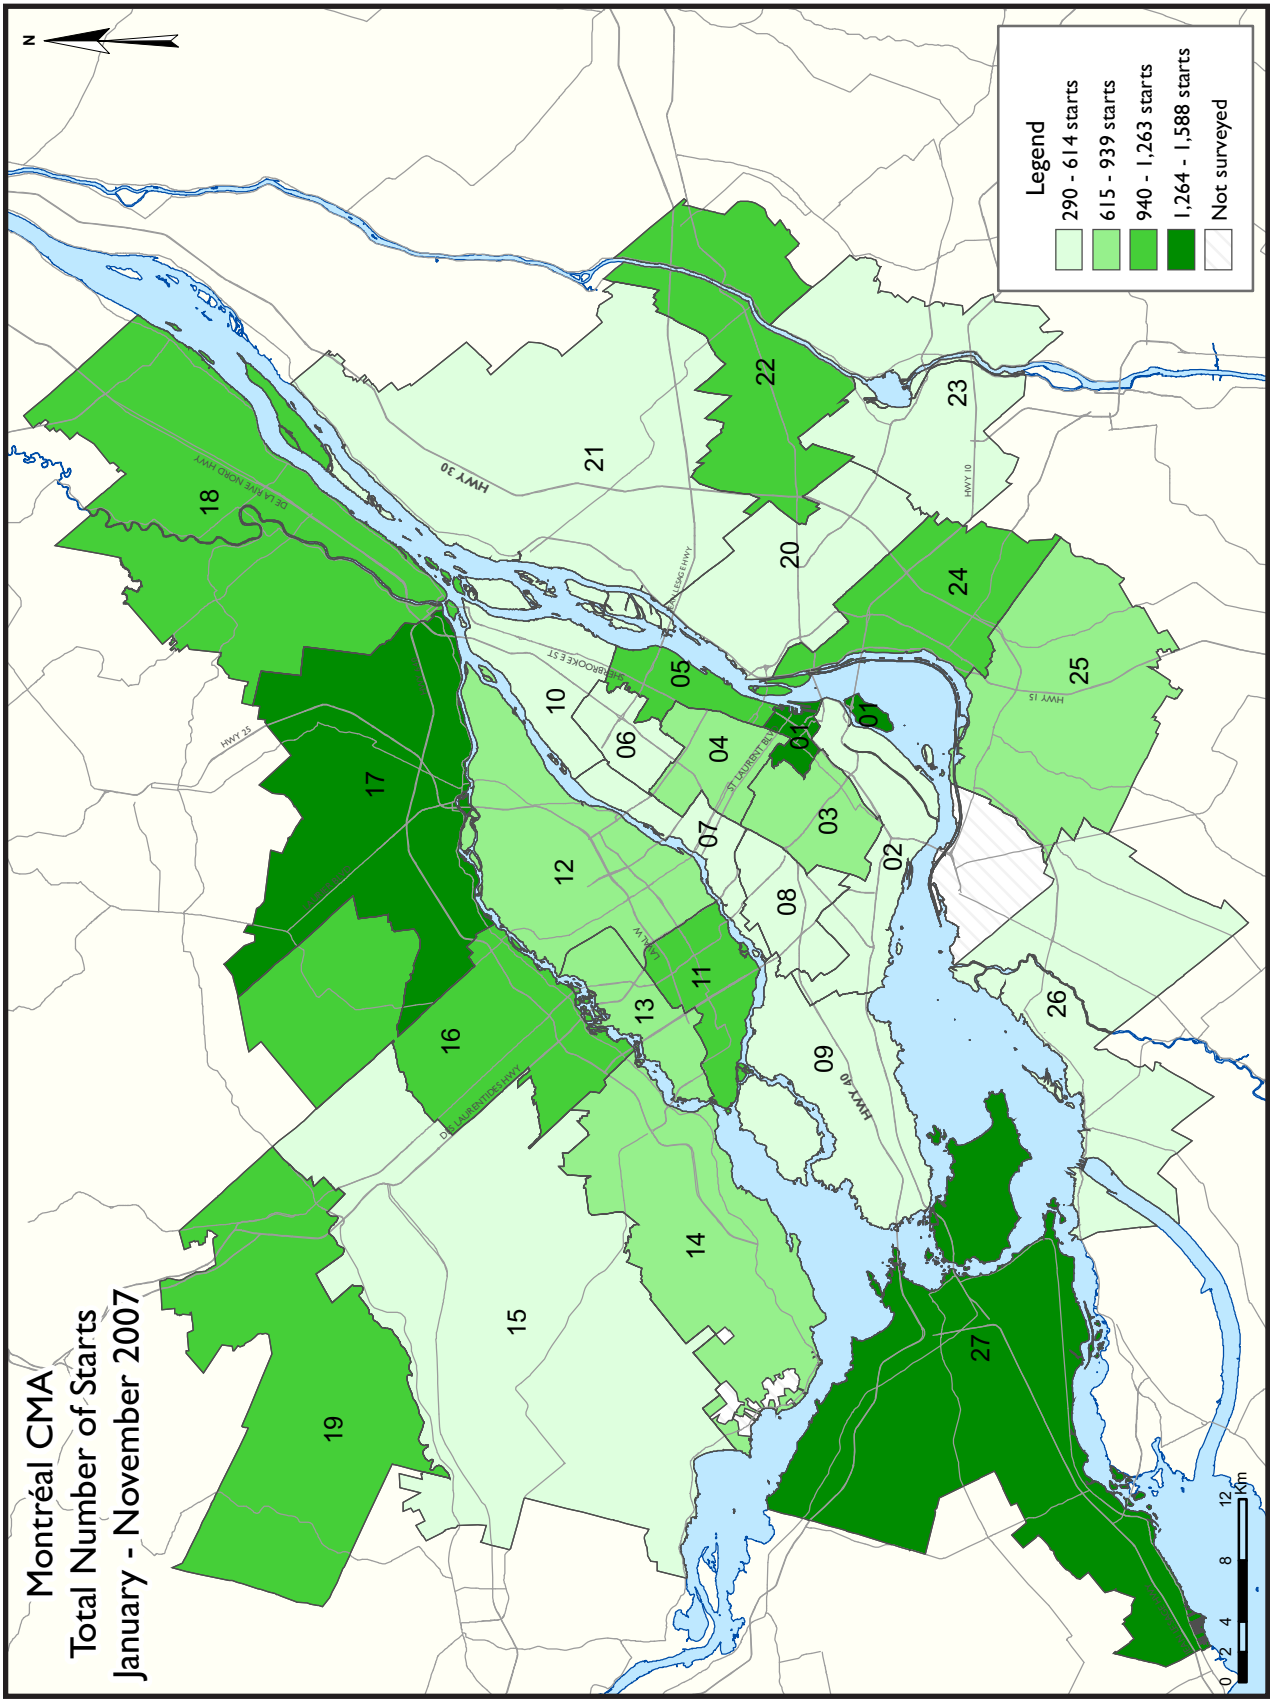 Montréal CMA
Total Number of Starts
January - November 2007
N
Legend
290 - 614 starts
615 - 939 starts
940 - 1,263 starts
1,264 - 1,588 starts
Not surveyed
19
15
14
27
DES LAURENTIDES HWY
16
13
11
LAVAL W
12
17
HWY 25
09
HWY 40
08
07
03
02
04
ST LAURENT BLV
01
01
06
10
05
SHERBROOKE E ST
18
DE LA RIVE NORD HWY
HWY 30
21
LESAGE HWY
20
22
23
HWY 10
24
25
HWY 15
26
0 2 4 8 12
Km